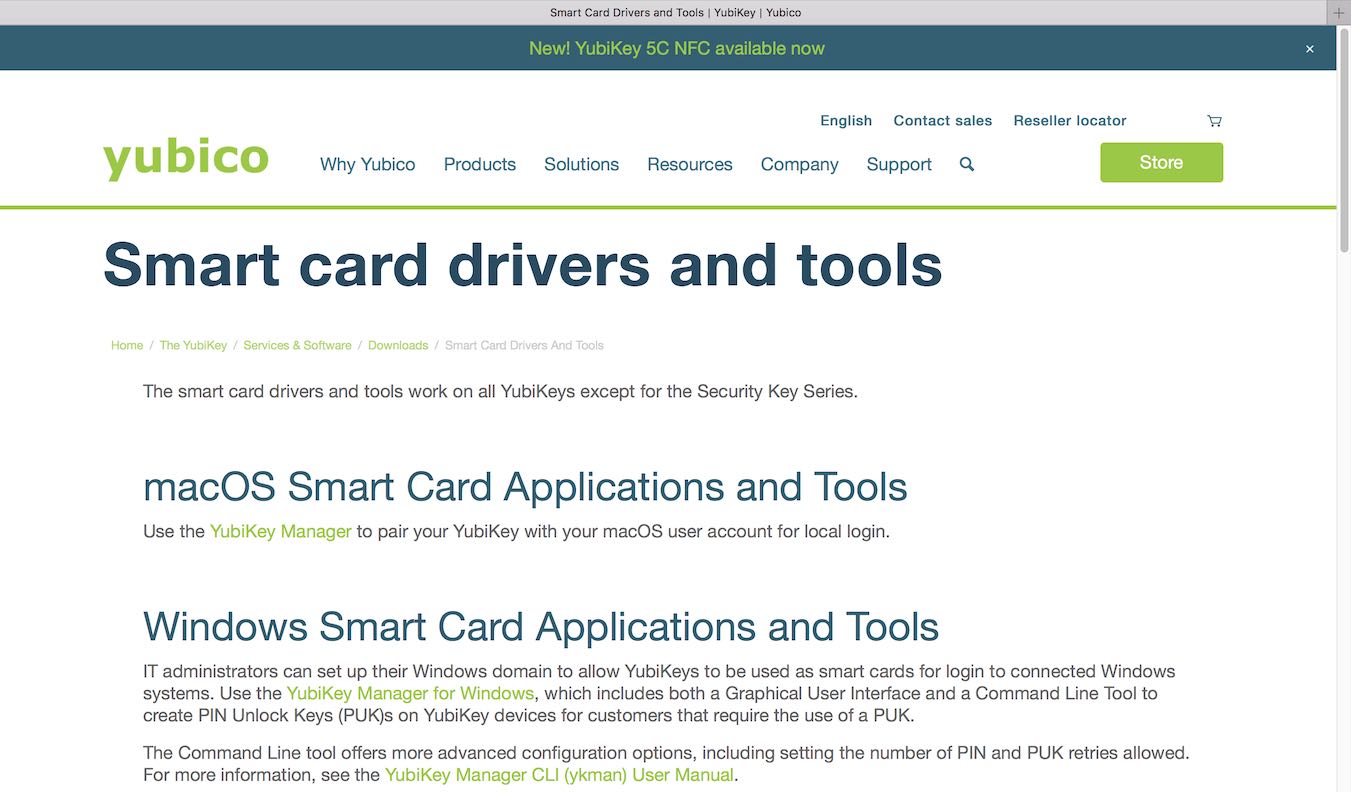 Smart Card Drivers and Tools | YubiKey | Yubico
New! YubiKey 5C NFC available now
English Contact sales Reseller locator
yubico Why Yubico Products Solutions Resources Company Support Store
Smart card drivers and tools
Home / The YubiKey / Services & Software / Downloads / Smart Card Drivers And Tools
The smart card drivers and tools work on all YubiKeys except for the Security Key Series.
macOS Smart Card Applications and Tools
Use the YubiKey Manager to pair your YubiKey with your macOS user account for local login.
Windows Smart Card Applications and Tools
IT administrators can set up their Windows domain to allow YubiKeys to be used as smart cards for login to connected Windows
systems. Use the YubiKey Manager for Windows, which includes both a Graphical User Interface and a Command Line Tool to
create PIN Unlock Keys (PUK)s on YubiKey devices for customers that require the use of a PUK.
The Command Line tool offers more advanced configuration options, including setting the number of PIN and PUK retries allowed.
For more information, see the YubiKey Manager CLI (ykman) User Manual.